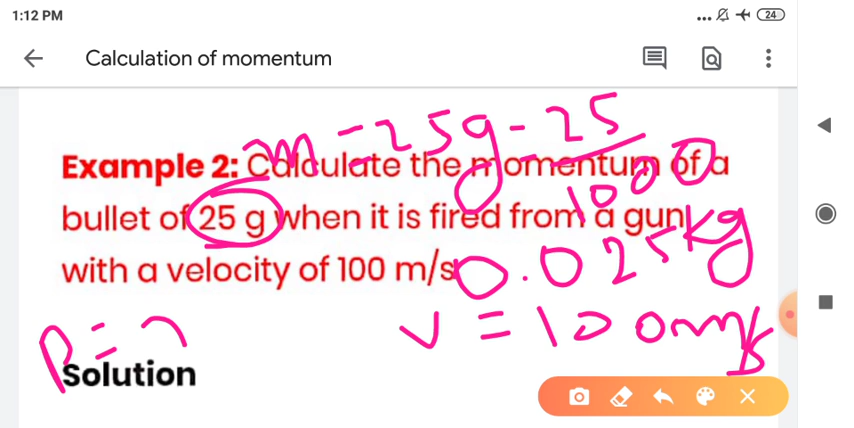 1:12 PM
24
Calculation of momentum
m = 25g = 25
1000
Example 2: Calculate the momentum of a
bullet of 25 g when it is fired from a gun
with a velocity of 100 m/s
0.025kg
v = 100m/s
P = ?
Solution